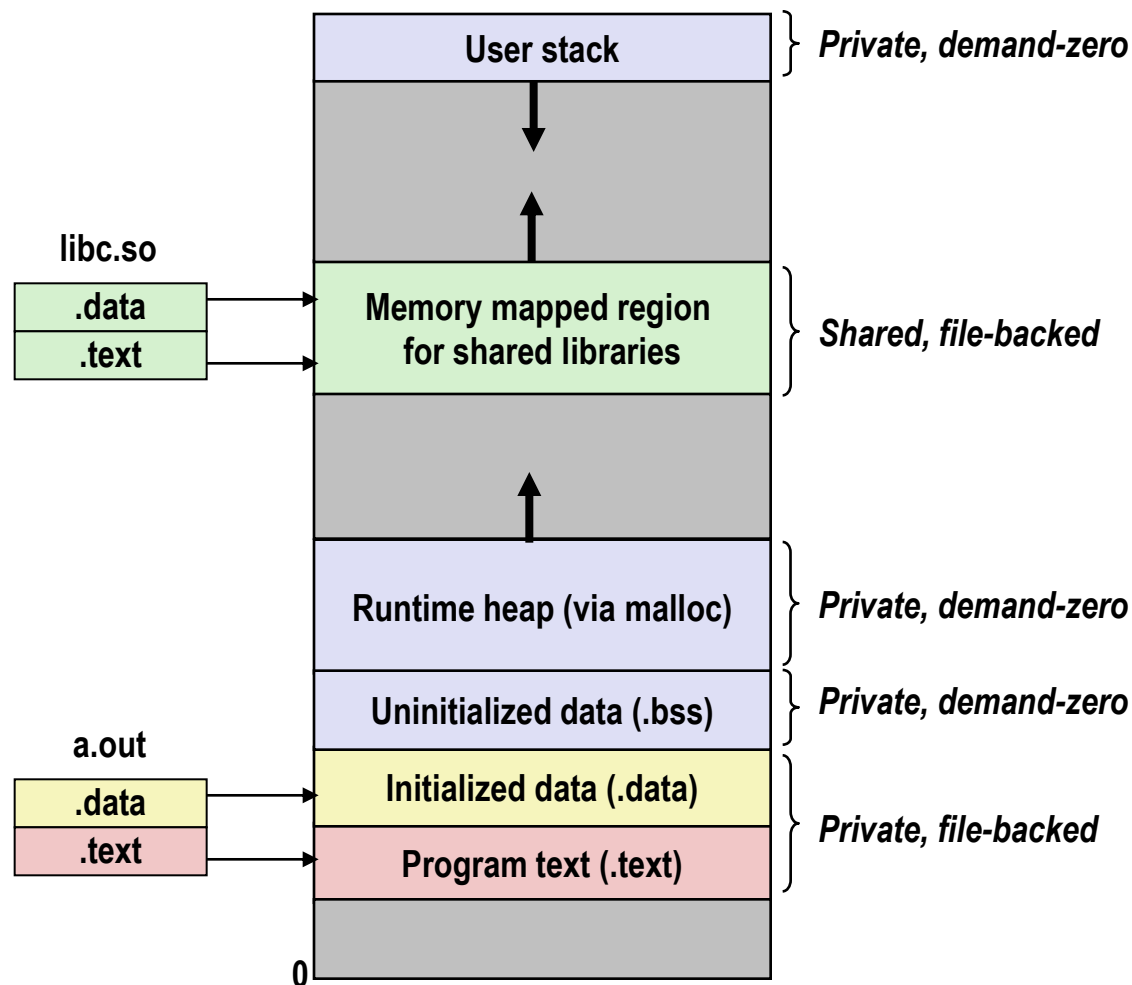 User stack
Private, demand-zero
libc.so
.data
.text
Memory mapped region
for shared libraries
Shared, file-backed
Runtime heap (via malloc)
Private, demand-zero
Uninitialized data (.bss)
Private, demand-zero
a.out
.data
.text
Initialized data (.data)
Program text (.text)
Private, file-backed
0